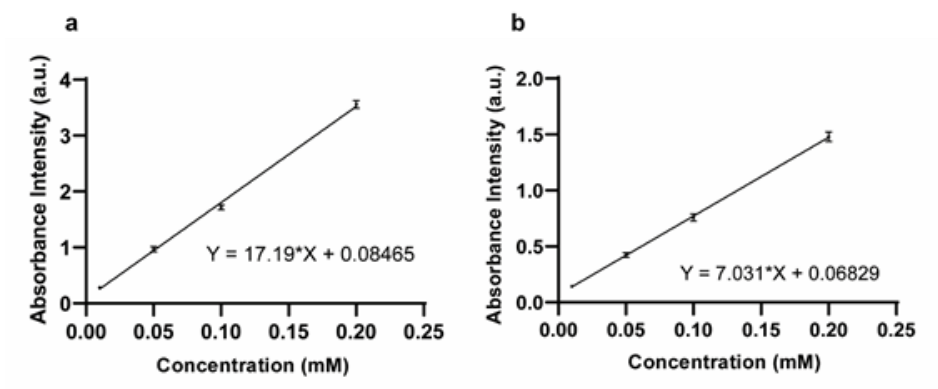 a
Absorbance Intensity (a.u.)
4
3
2
1
0
Y = 17.19*X + 0.08465
0.00 0.05 0.10 0.15 0.20 0.25
Concentration (mM)
b
Absorbance Intensity (a.u.)
2.0
1.5
1.0
0.5
0.0
Y = 7.031*X + 0.06829
0.00 0.05 0.10 0.15 0.20 0.25
Concentration (mM)